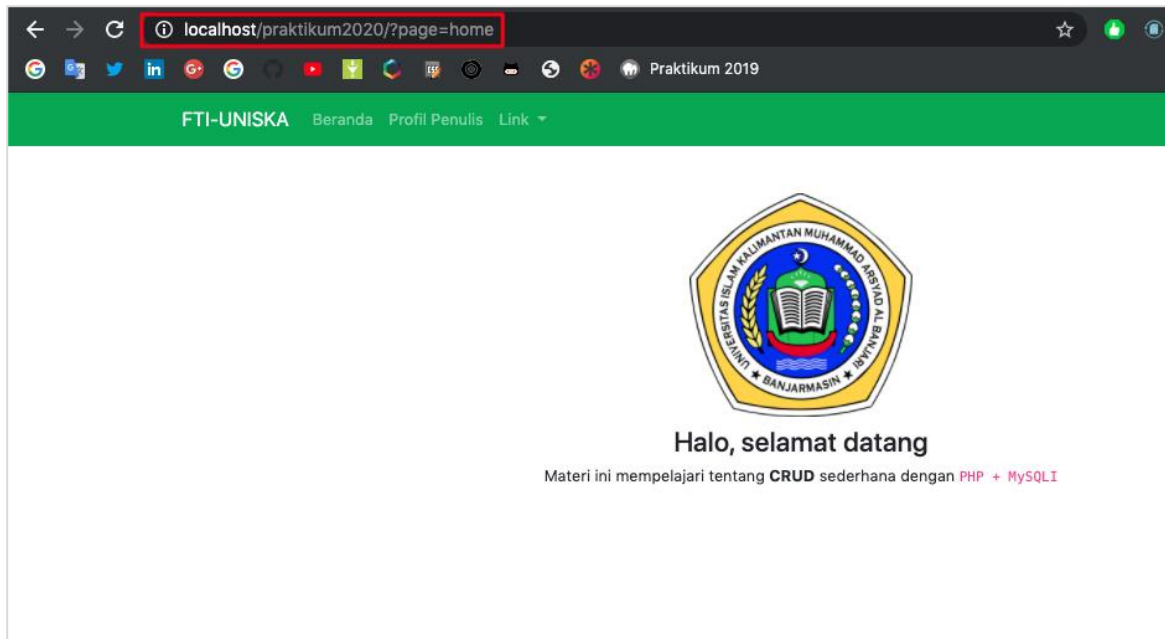 localhost/praktikum2020/?page=home
Praktikum 2019
FTI-UNISKA Beranda Profil Penulis Link
UNIVERSITAS ISLAM KALIMANTAN MUHAMMAD ARSYAD AL BANJARI
BANJARMASIN
Halo, selamat datang
Materi ini mempelajari tentang CRUD sederhana dengan PHP + MySQLI